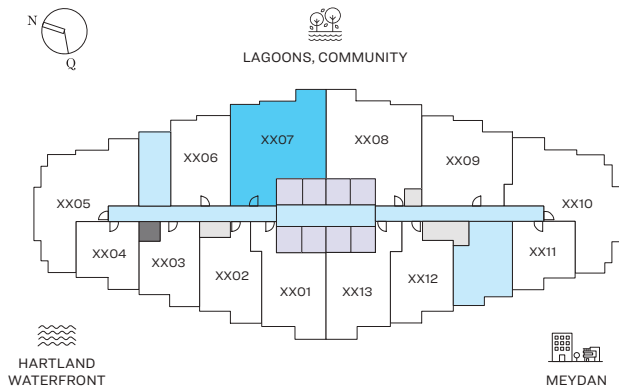 N
Q
LAGOONS, COMMUNITY
XX07
XX08
XX06
XX09
XX05
XX10
XX04
XX03
XX02
XX01
XX13
XX12
XX11
HARTLAND
WATERFRONT
MEYDAN